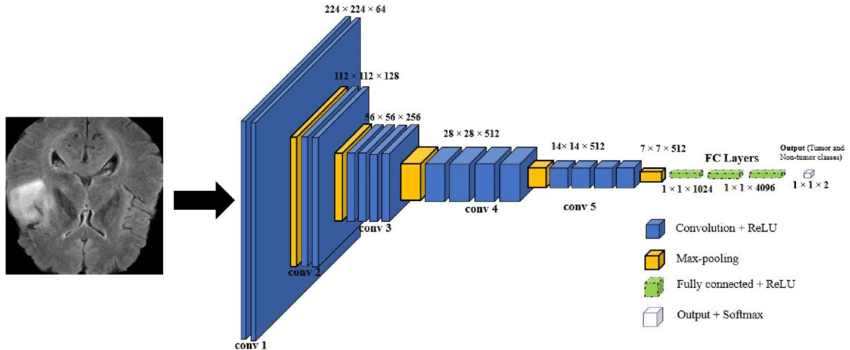 224 × 224 × 64
112 × 112 × 128
56 × 56 × 256
28 × 28 × 512
14× 14 × 512
7 × 7 × 512
FC Layers
Output (Tumor and
Non-tumor classes)
1 × 1 × 1024
1 × 1 × 4096
1 × 1 × 2
conv 1
conv 2
conv 3
conv 4
conv 5
Convolution + ReLU
Max-pooling
Fully connected + ReLU
Output + Softmax